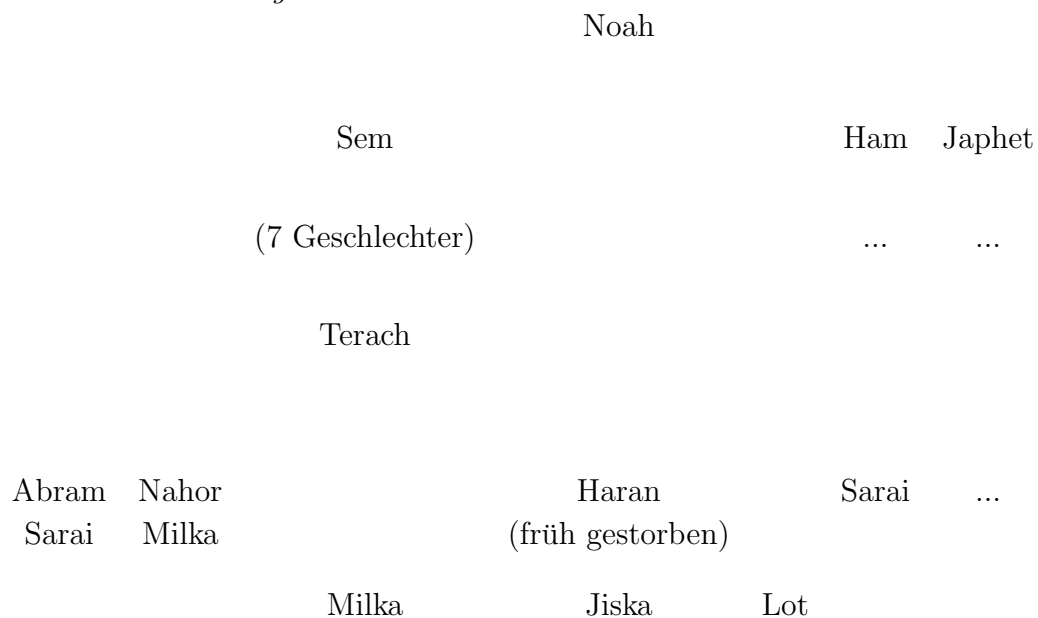 Noah
Sem Ham Japhet
(7 Geschlechter) ... ...
Terach
Abram Nahor Haran Sarai ...
Sarai Milka (früh gestorben)
Milka Jiska Lot